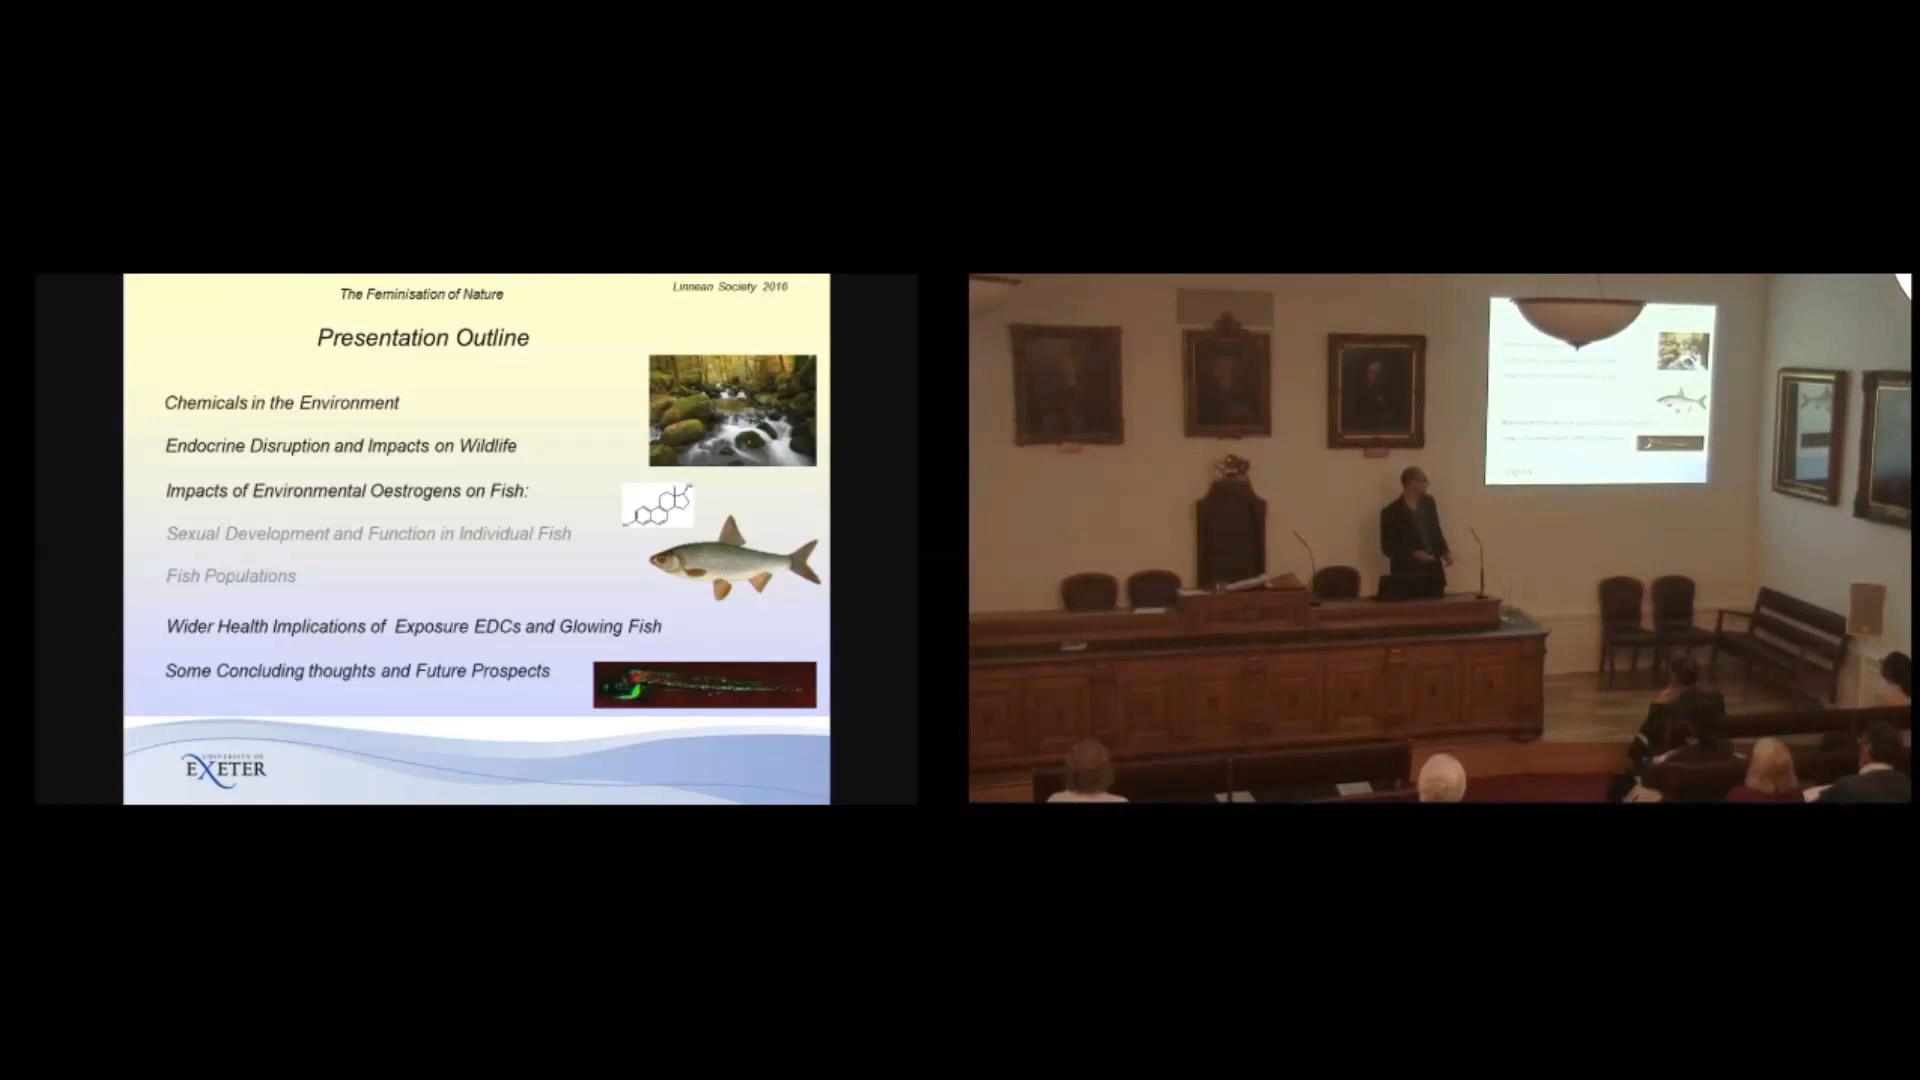 The Feminisation of Nature
Linnean Society 2016
Presentation Outline
Chemicals in the Environment
Endocrine Disruption and Impacts on Wildlife
Impacts of Environmental Oestrogens on Fish:
Sexual Development and Function in Individual Fish
Fish Populations
Wider Health Implications of Exposure EDCs and Glowing Fish
Some Concluding thoughts and Future Prospects
UNIVERSITY OF
EXETER